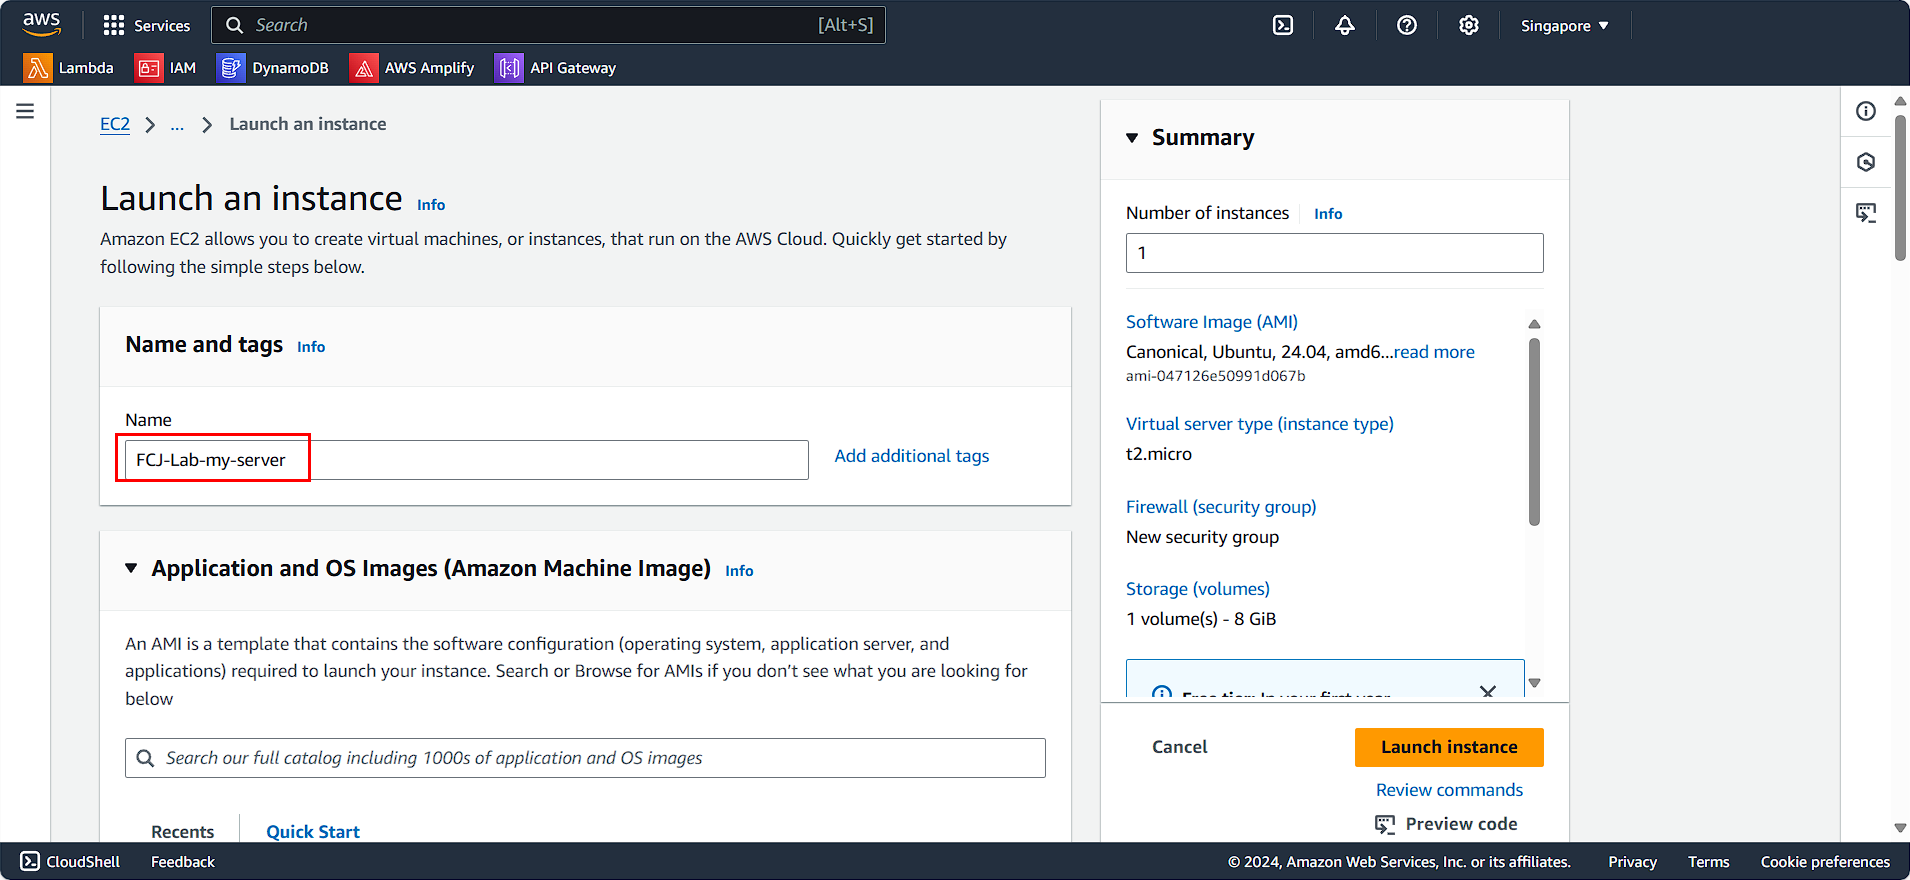 aws
Services
Search
[Alt+S]
Singapore
Lambda
IAM
DynamoDB
AWS Amplify
API Gateway
EC2
...
Launch an instance
Launch an instance Info
Amazon EC2 allows you to create virtual machines, or instances, that run on the AWS Cloud. Quickly get started by
following the simple steps below.
Name and tags Info
Name
FCJ-Lab-my-server
Add additional tags
Application and OS Images (Amazon Machine Image) Info
An AMI is a template that contains the software configuration (operating system, application server, and
applications) required to launch your instance. Search or Browse for AMIs if you don’t see what you are looking for
below
Search our full catalog including 1000s of application and OS images
Recents
Quick Start
Summary
Number of instances Info
1
Software Image (AMI)
Canonical, Ubuntu, 24.04, amd6...read more
ami-047126e50991d067b
Virtual server type (instance type)
t2.micro
Firewall (security group)
New security group
Storage (volumes)
1 volume(s) - 8 GiB
Free tier: In your first year
Cancel
Launch instance
Review commands
Preview code
CloudShell
Feedback
© 2024, Amazon Web Services, Inc. or its affiliates.
Privacy
Terms
Cookie preferences